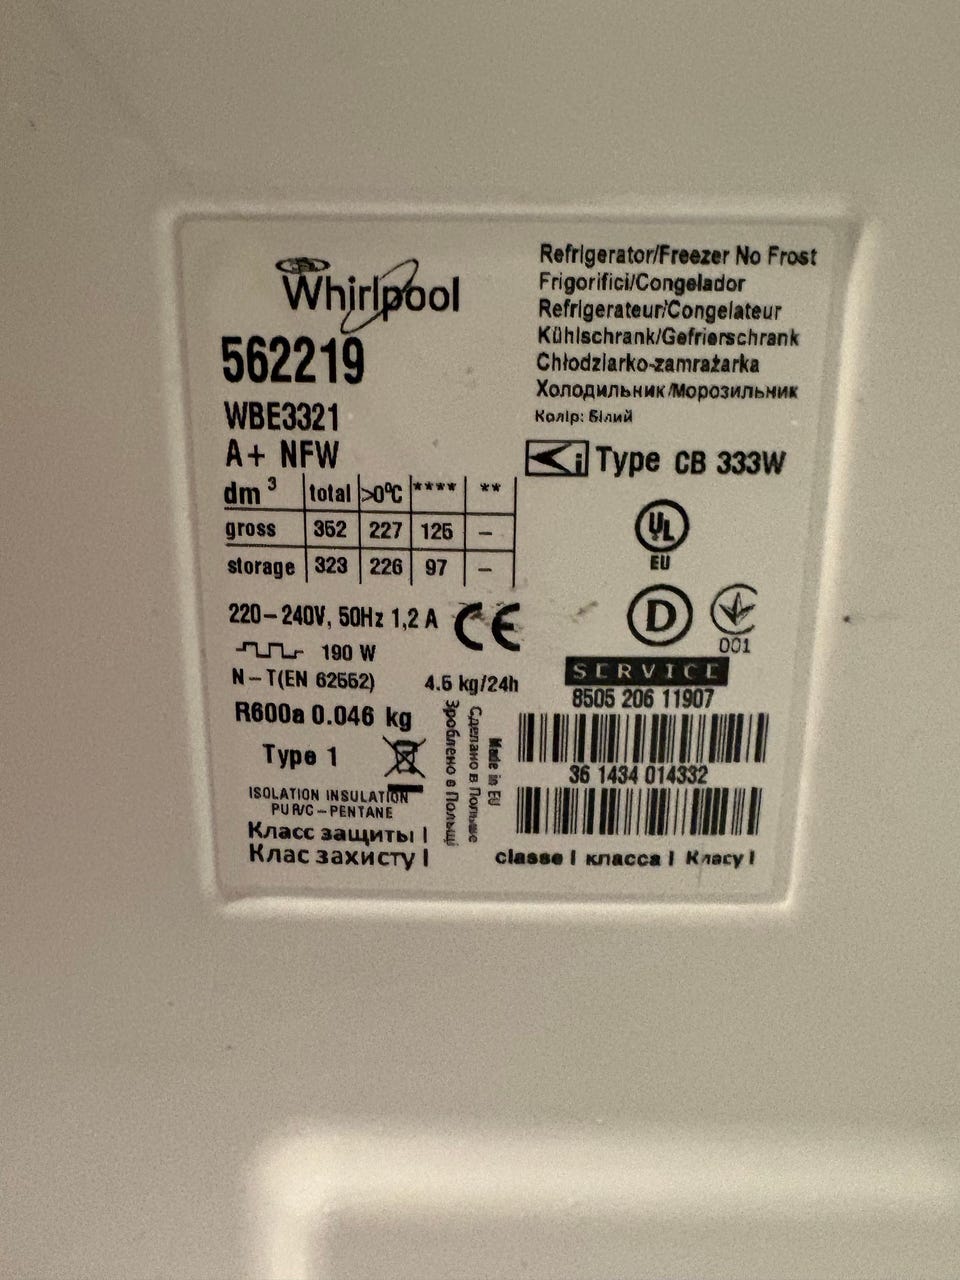 Whirlpool
562219
WBE3321
A+ NFW
dm³ total >0°C **** **
gross 352 227 125 –
storage 323 226 97 –
220-240V, 50Hz 1,2 A CE
190 W
N-T(EN 62552) 4.5 kg/24h
R600a 0.046 kg
Type 1
ISOLATION INSULATION
PUR/C-PENTANE
Класс защиты I
Клас захисту I
Зроблено в Польщі
Сделано в Польше
Made in EU
Refrigerator/Freezer No Frost
Frigorifici/Congelador
Refrigerateur/Congelateur
Kühlschrank/Gefrierschrank
Chłodziarko-zamrażarka
Холодильник/Морозильник
Колір: Білий
i Type CB 333W
UL
EU
D
001
SERVICE
8505 206 11907
36 1434 014332
classe I класса I Класу I